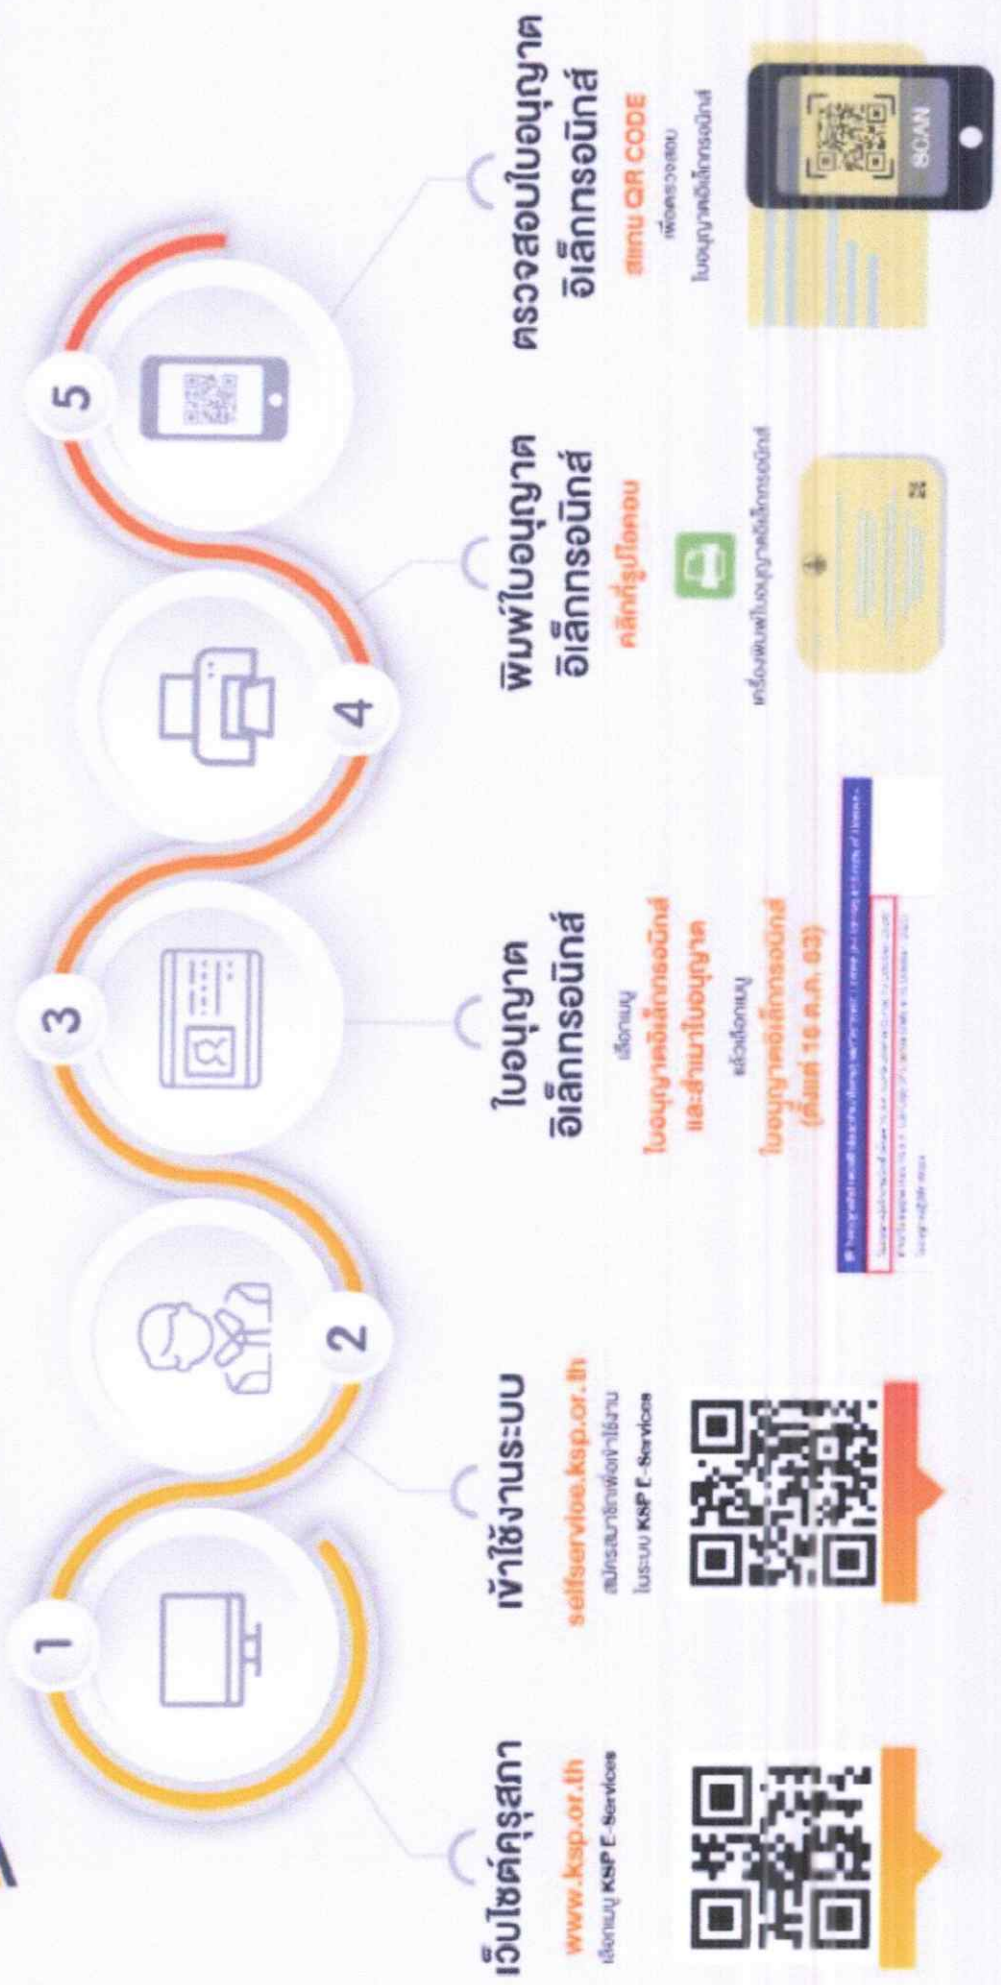 1
เว็บไซต์คุรุสภา
www.ksp.or.th
เลือกเมนู KSP E-Services
2
เข้าใช้งานระบบ
selfservice.ksp.or.th
สมัครสมาชิกเพื่อเข้าใช้งาน
ในระบบ KSP E-Services
3
ใบอนุญาต
อิเล็กทรอนิกส์
เลือกเมนู
ใบอนุญาตอิเล็กทรอนิกส์
และสำเนาใบอนุญาต
แล้วเลือกเมนู
ใบอนุญาตอิเล็กทรอนิกส์
(ตั้งแต่ 16 ต.ค. 63)
4
พิมพ์ใบอนุญาต
อิเล็กทรอนิกส์
คลิกที่รูปไอคอน
เครื่องพิมพ์ใบอนุญาตอิเล็กทรอนิกส์
5
ตรวจสอบใบอนุญาต
อิเล็กทรอนิกส์
สแกน QR CODE
เพื่อตรวจสอบ
ใบอนุญาตอิเล็กทรอนิกส์
SCAN